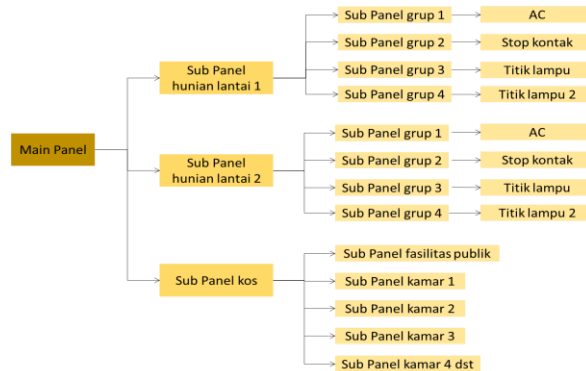 Main Panel
Sub Panel
hunian lantai 1
Sub Panel grup 1
AC
Sub Panel grup 2
Stop kontak
Sub Panel grup 3
Titik lampu
Sub Panel grup 4
Titik lampu 2
Sub Panel
hunian lantai 2
Sub Panel grup 1
AC
Sub Panel grup 2
Stop kontak
Sub Panel grup 3
Titik lampu
Sub Panel grup 4
Titik lampu 2
Sub Panel kos
Sub Panel fasilitas publik
Sub Panel kamar 1
Sub Panel kamar 2
Sub Panel kamar 3
Sub Panel kamar 4 dst